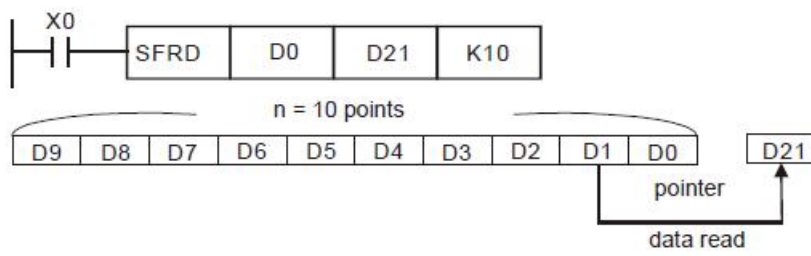 X0
SFRD D0 D21 K10
n = 10 points
D9 D8 D7 D6 D5 D4 D3 D2 D1 D0 D21
pointer
data read